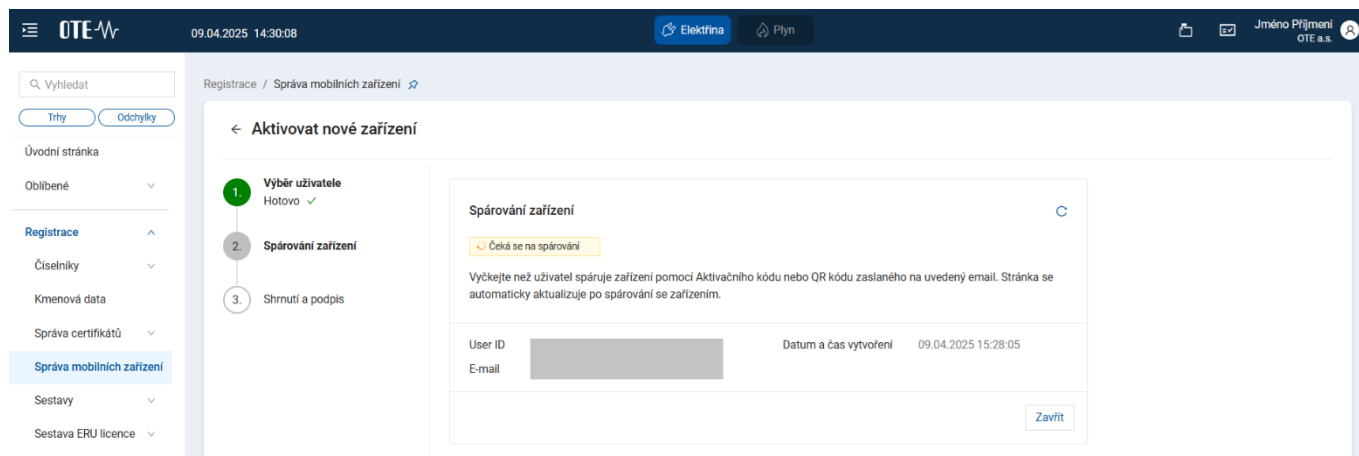 OTE
09.04.2025 14:30:08
Elektřina
Plyn
Jméno Příjmeni
OTE a.s.
Vyhledat
Trhy
Odchylky
Úvodní stránka
Oblíbené
Registrace
Číselníky
Kmenová data
Správa certifikátů
Správa mobilních zařízení
Sestavy
Sestava ERU licence
Registrace / Správa mobilních zařízení
Aktivovat nové zařízení
1.
Výběr uživatele
Hotovo
2.
Spárování zařízení
3.
Shrnutí a podpis
Spárování zařízení
Čeká se na spárování
Vyčkejte než uživatel spáruje zařízení pomocí Aktivačního kódu nebo QR kódu zaslaného na uvedený email. Stránka se
automaticky aktualizuje po spárování se zařízením.
User ID
Datum a čas vytvoření 09.04.2025 15:28:05
E-mail
Zavřít